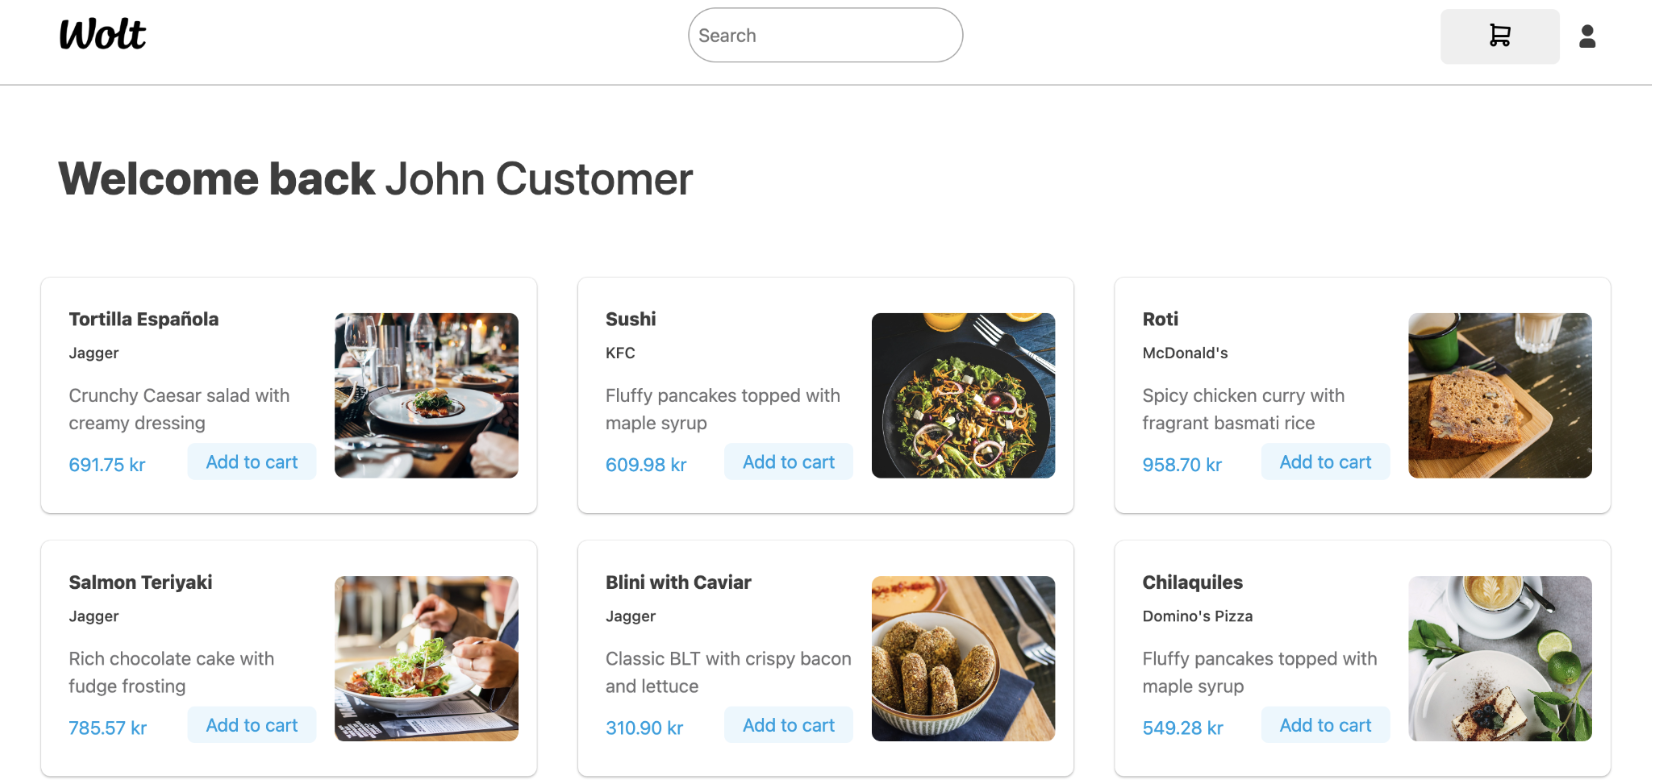 Wolt
Search
Welcome back John Customer
Tortilla Española
Jagger
Crunchy Caesar salad with
creamy dressing
691.75 kr
Add to cart
Sushi
KFC
Fluffy pancakes topped with
maple syrup
609.98 kr
Add to cart
Roti
McDonald's
Spicy chicken curry with
fragrant basmati rice
958.70 kr
Add to cart
Salmon Teriyaki
Jagger
Rich chocolate cake with
fudge frosting
785.57 kr
Add to cart
Blini with Caviar
Jagger
Classic BLT with crispy bacon
and lettuce
310.90 kr
Add to cart
Chilaquiles
Domino's Pizza
Fluffy pancakes topped with
maple syrup
549.28 kr
Add to cart